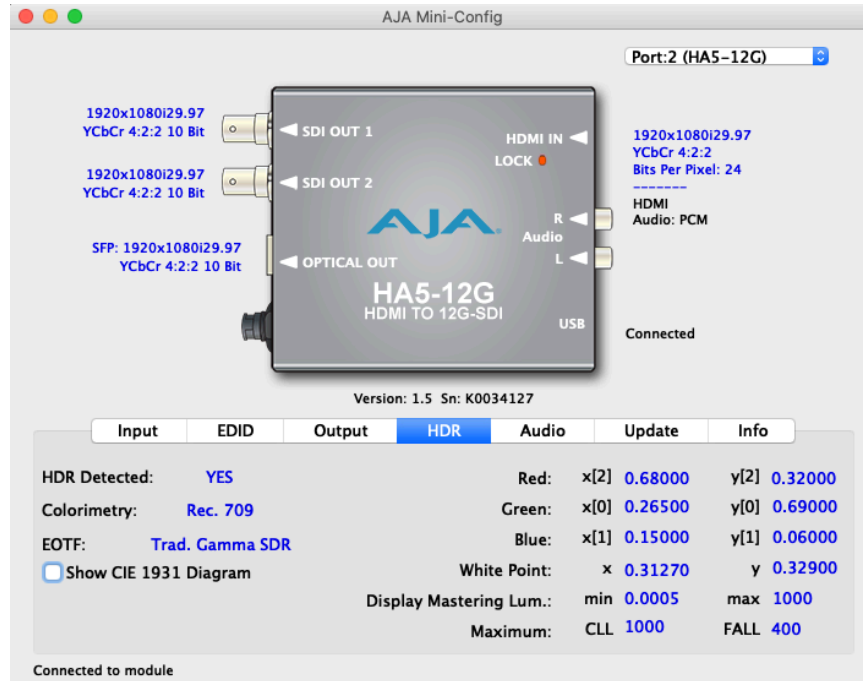 AJA Mini-Config
Port:2 (HA5-12G)
1920x1080i29.97
YCbCr 4:2:2 10 Bit
SDI OUT 1
HDMI IN
LOCK
1920x1080i29.97
YCbCr 4:2:2
Bits Per Pixel: 24
-------
HDMI
Audio: PCM
1920x1080i29.97
YCbCr 4:2:2 10 Bit
SDI OUT 2
AJA
R
Audio
L
SFP: 1920x1080i29.97
YCbCr 4:2:2 10 Bit
OPTICAL OUT
HA5-12G
HDMI TO 12G-SDI
USB
Connected
Version: 1.5 Sn: K0034127
Input EDID Output HDR Audio Update Info
HDR Detected: YES Red: x[2] 0.68000 y[2] 0.32000
Colorimetry: Rec. 709 Green: x[0] 0.26500 y[0] 0.69000
EOTF: Trad. Gamma SDR Blue: x[1] 0.15000 y[1] 0.06000
Show CIE 1931 Diagram White Point: x 0.31270 y 0.32900
Display Mastering Lum.: min 0.0005 max 1000
Maximum: CLL 1000 FALL 400
Connected to module